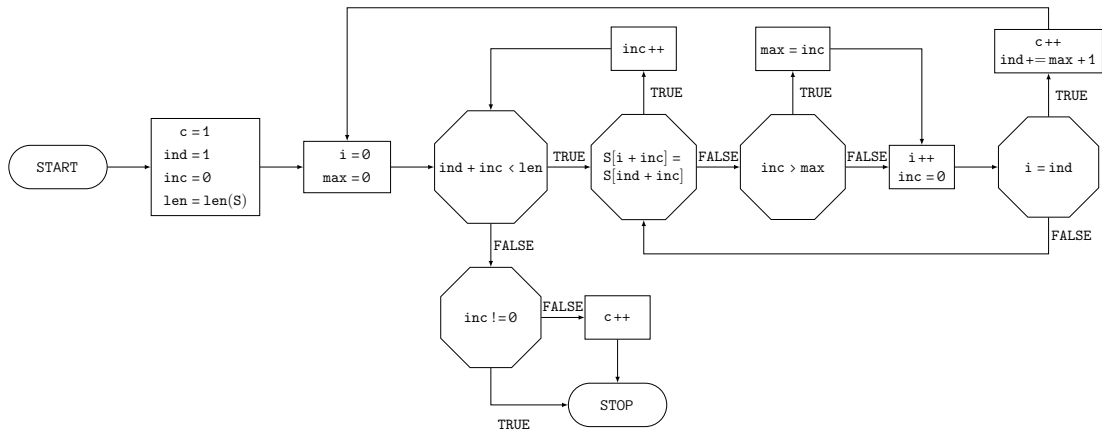 START
c = 1
ind = 1
inc = 0
len = len(S)
i = 0
max = 0
ind + inc < len
TRUE
FALSE
inc ++
TRUE
S[i + inc] =
S[ind + inc]
FALSE
max = inc
TRUE
inc > max
FALSE
i ++
inc = 0
c ++
ind += max + 1
TRUE
i = ind
FALSE
inc != 0
FALSE
c ++
TRUE
STOP